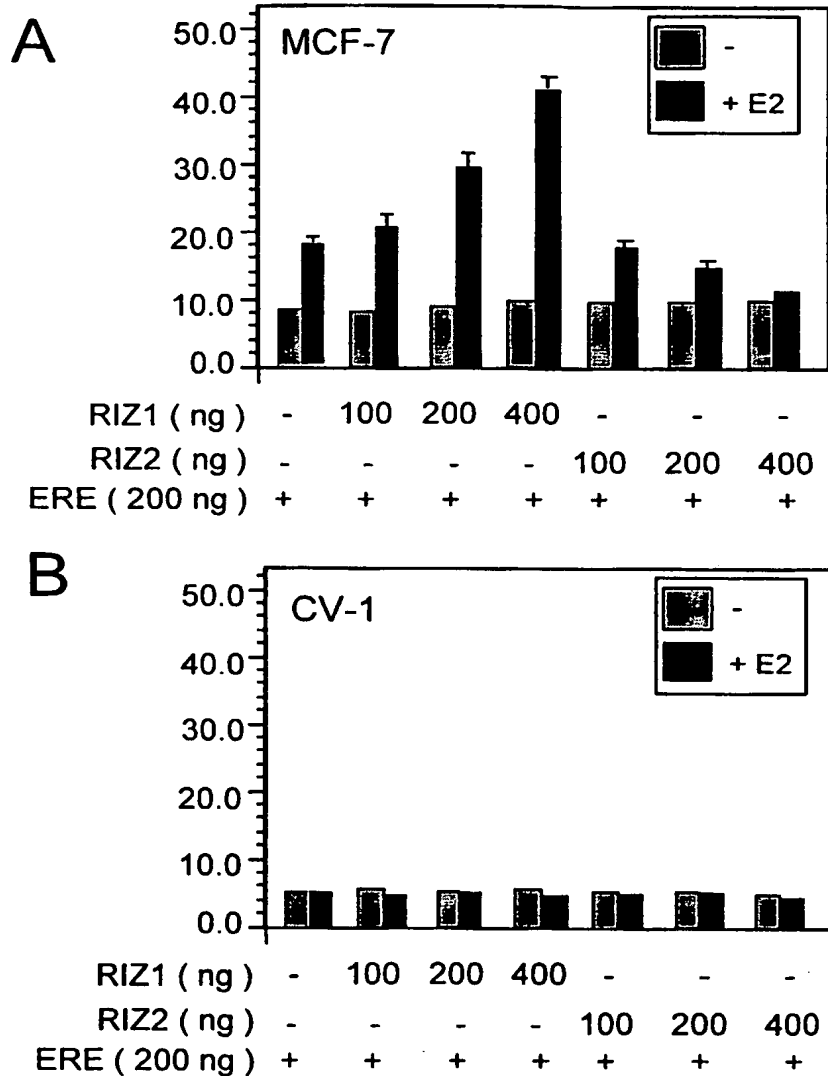 A
MCF-7
-
+ E2
50.0
40.0
30.0
20.0
10.0
0.0
RIZ1 ( ng ) - 100 200 400 - - -
RIZ2 ( ng ) - - - - 100 200 400
ERE ( 200 ng ) + + + + + + +
B
CV-1
-
+ E2
50.0
40.0
30.0
20.0
10.0
0.0
RIZ1 ( ng ) - 100 200 400 - - -
RIZ2 ( ng ) - - - - 100 200 400
ERE ( 200 ng ) + + + + + + +